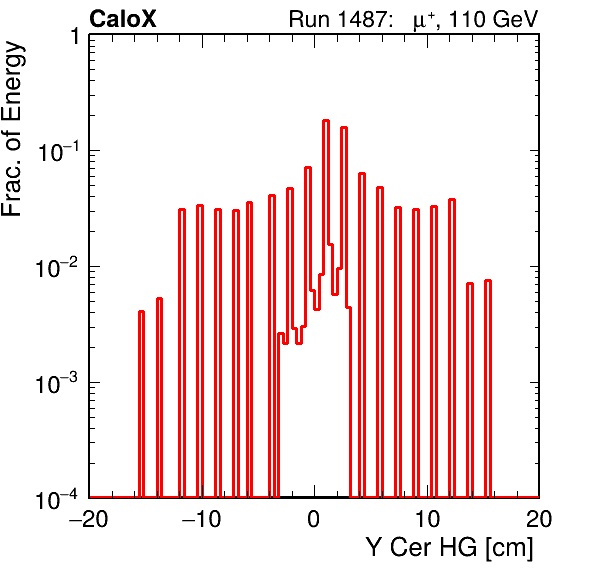 CaloX Run 1487: μ⁺, 110 GeV
Frac. of Energy
1
10⁻¹
10⁻²
10⁻³
10⁻⁴
−20 −10 0 10 20
Y Cer HG [cm]